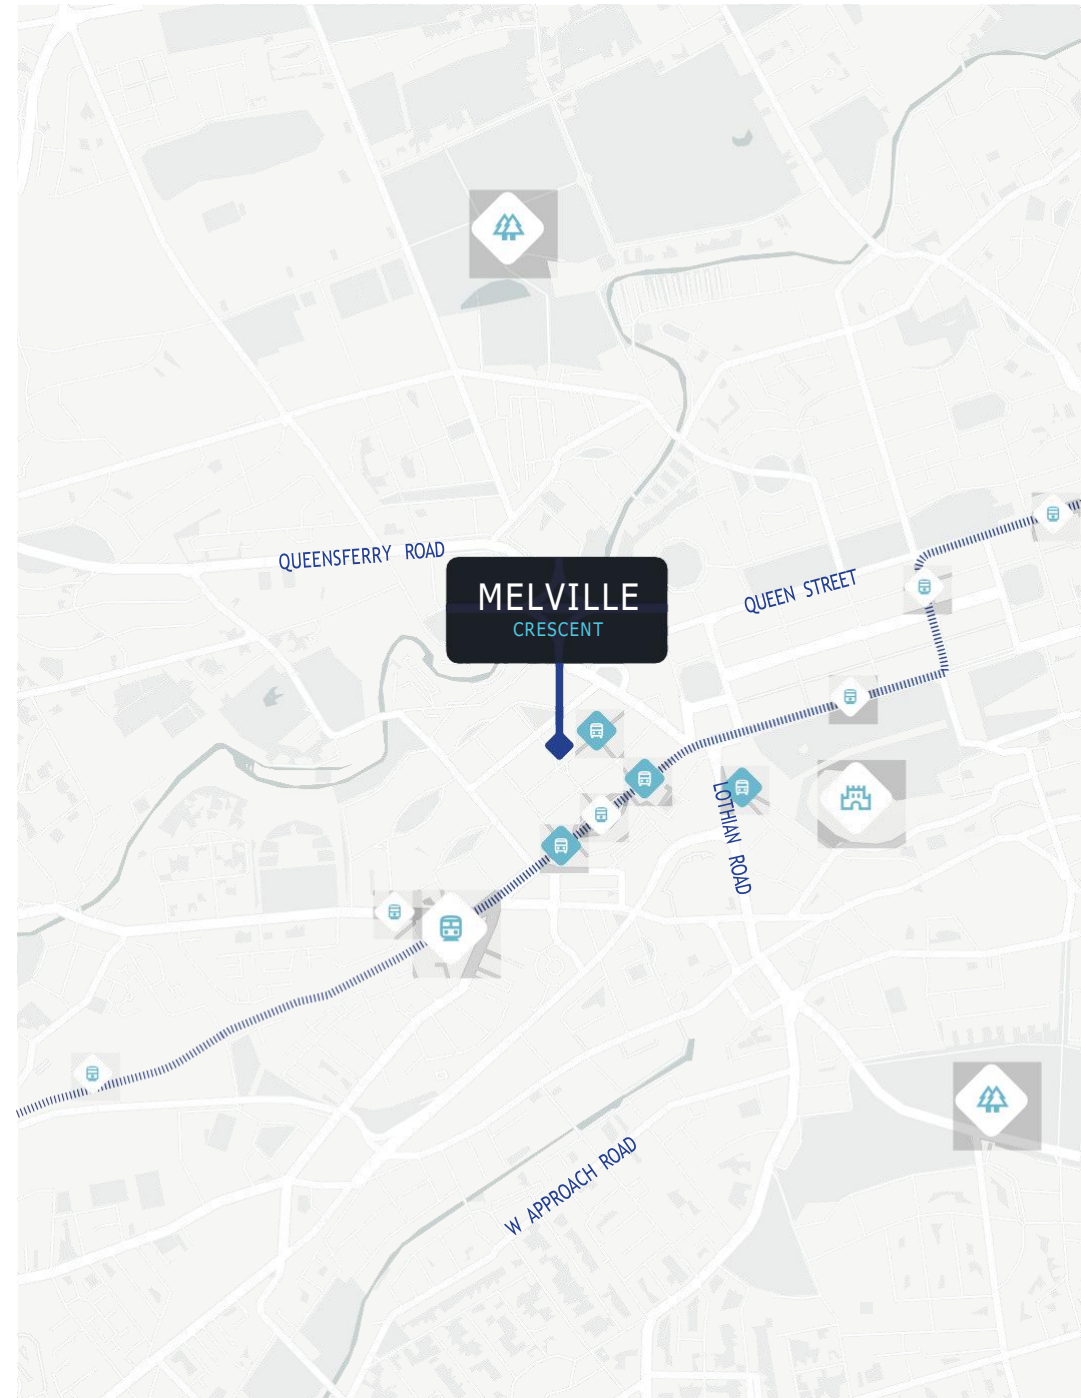 QUEENSFERRY ROAD
MELVILLE
CRESCENT
QUEEN STREET
LOTHIAN ROAD
W APPROACH ROAD